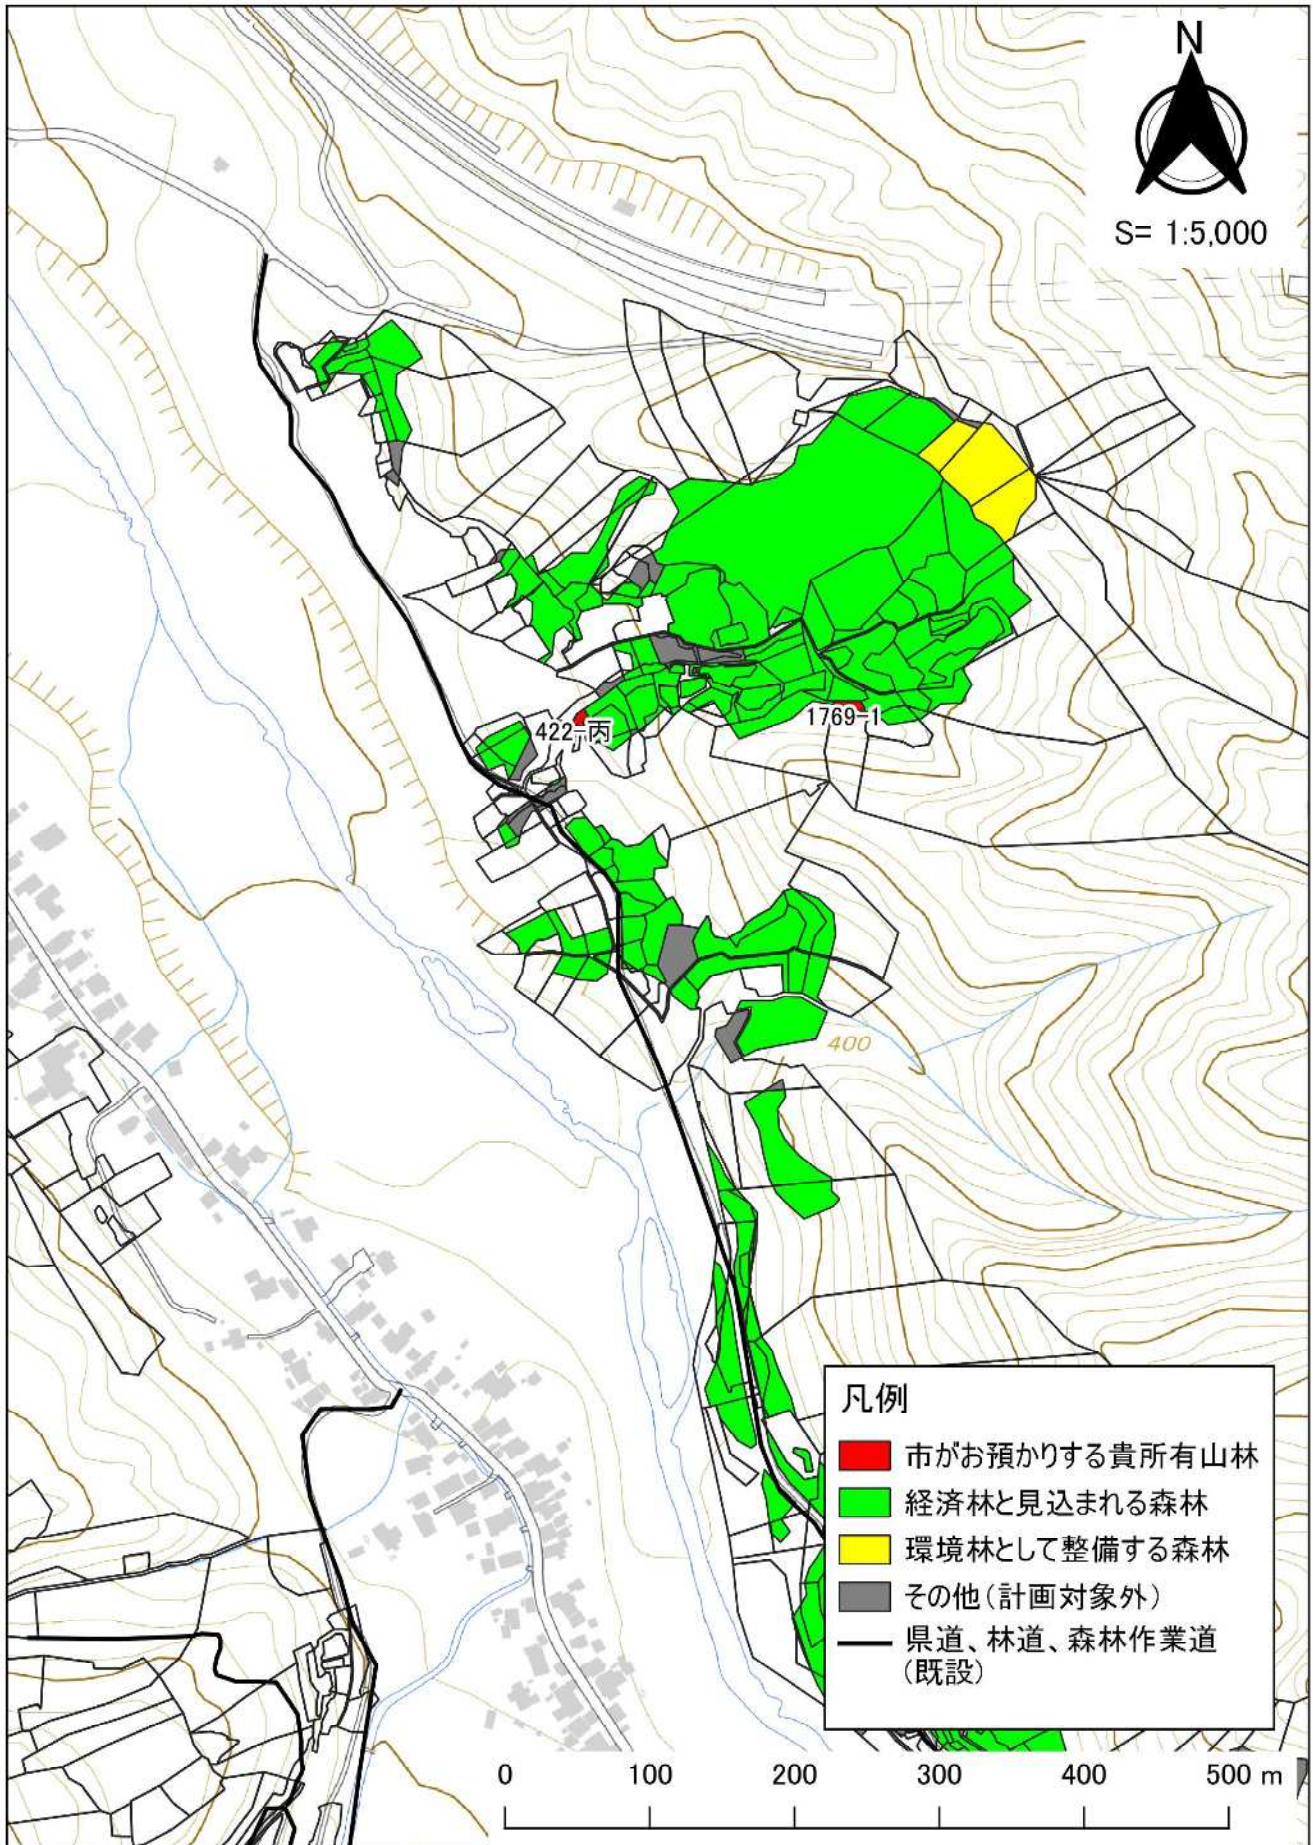 N
S= 1:5,000
422-丙
1769-1
400
凡例
市がお預かりする貴所有山林
経済林と見込まれる森林
環境林として整備する森林
その他(計画対象外)
県道、林道、森林作業道
(既設)
0 100 200 300 400 500 m